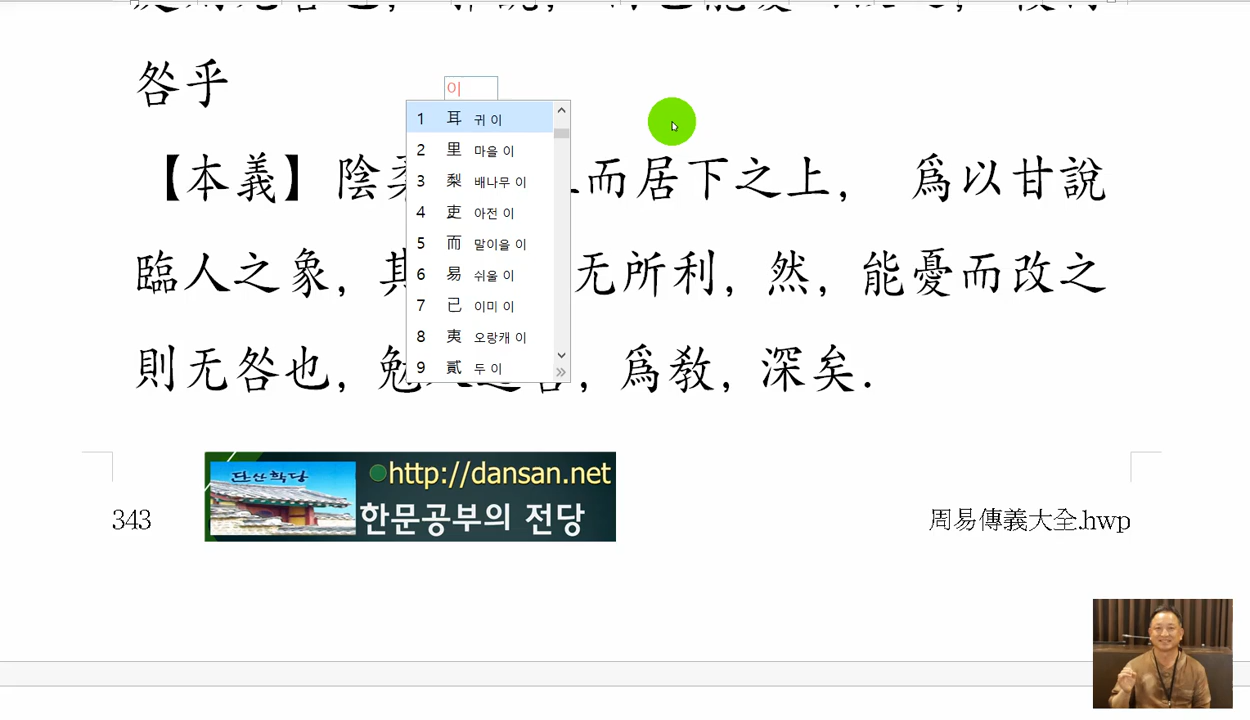 咎乎
이
1 耳 귀 이
2 里 마을 이
3 梨 배나무 이
4 吏 아전 이
5 而 말이을 이
6 易 쉬울 이
7 已 이미 이
8 夷 오랑캐 이
9 貳 두 이
【本義】 陰柔 而居下之上, 爲以甘說
臨人之象, 其 无所利, 然, 能憂而改之
則无咎也, 勉 , 爲敎, 深矣.
단산학당
http://dansan.net
한문공부의 전당
343
周易傳義大全.hwp